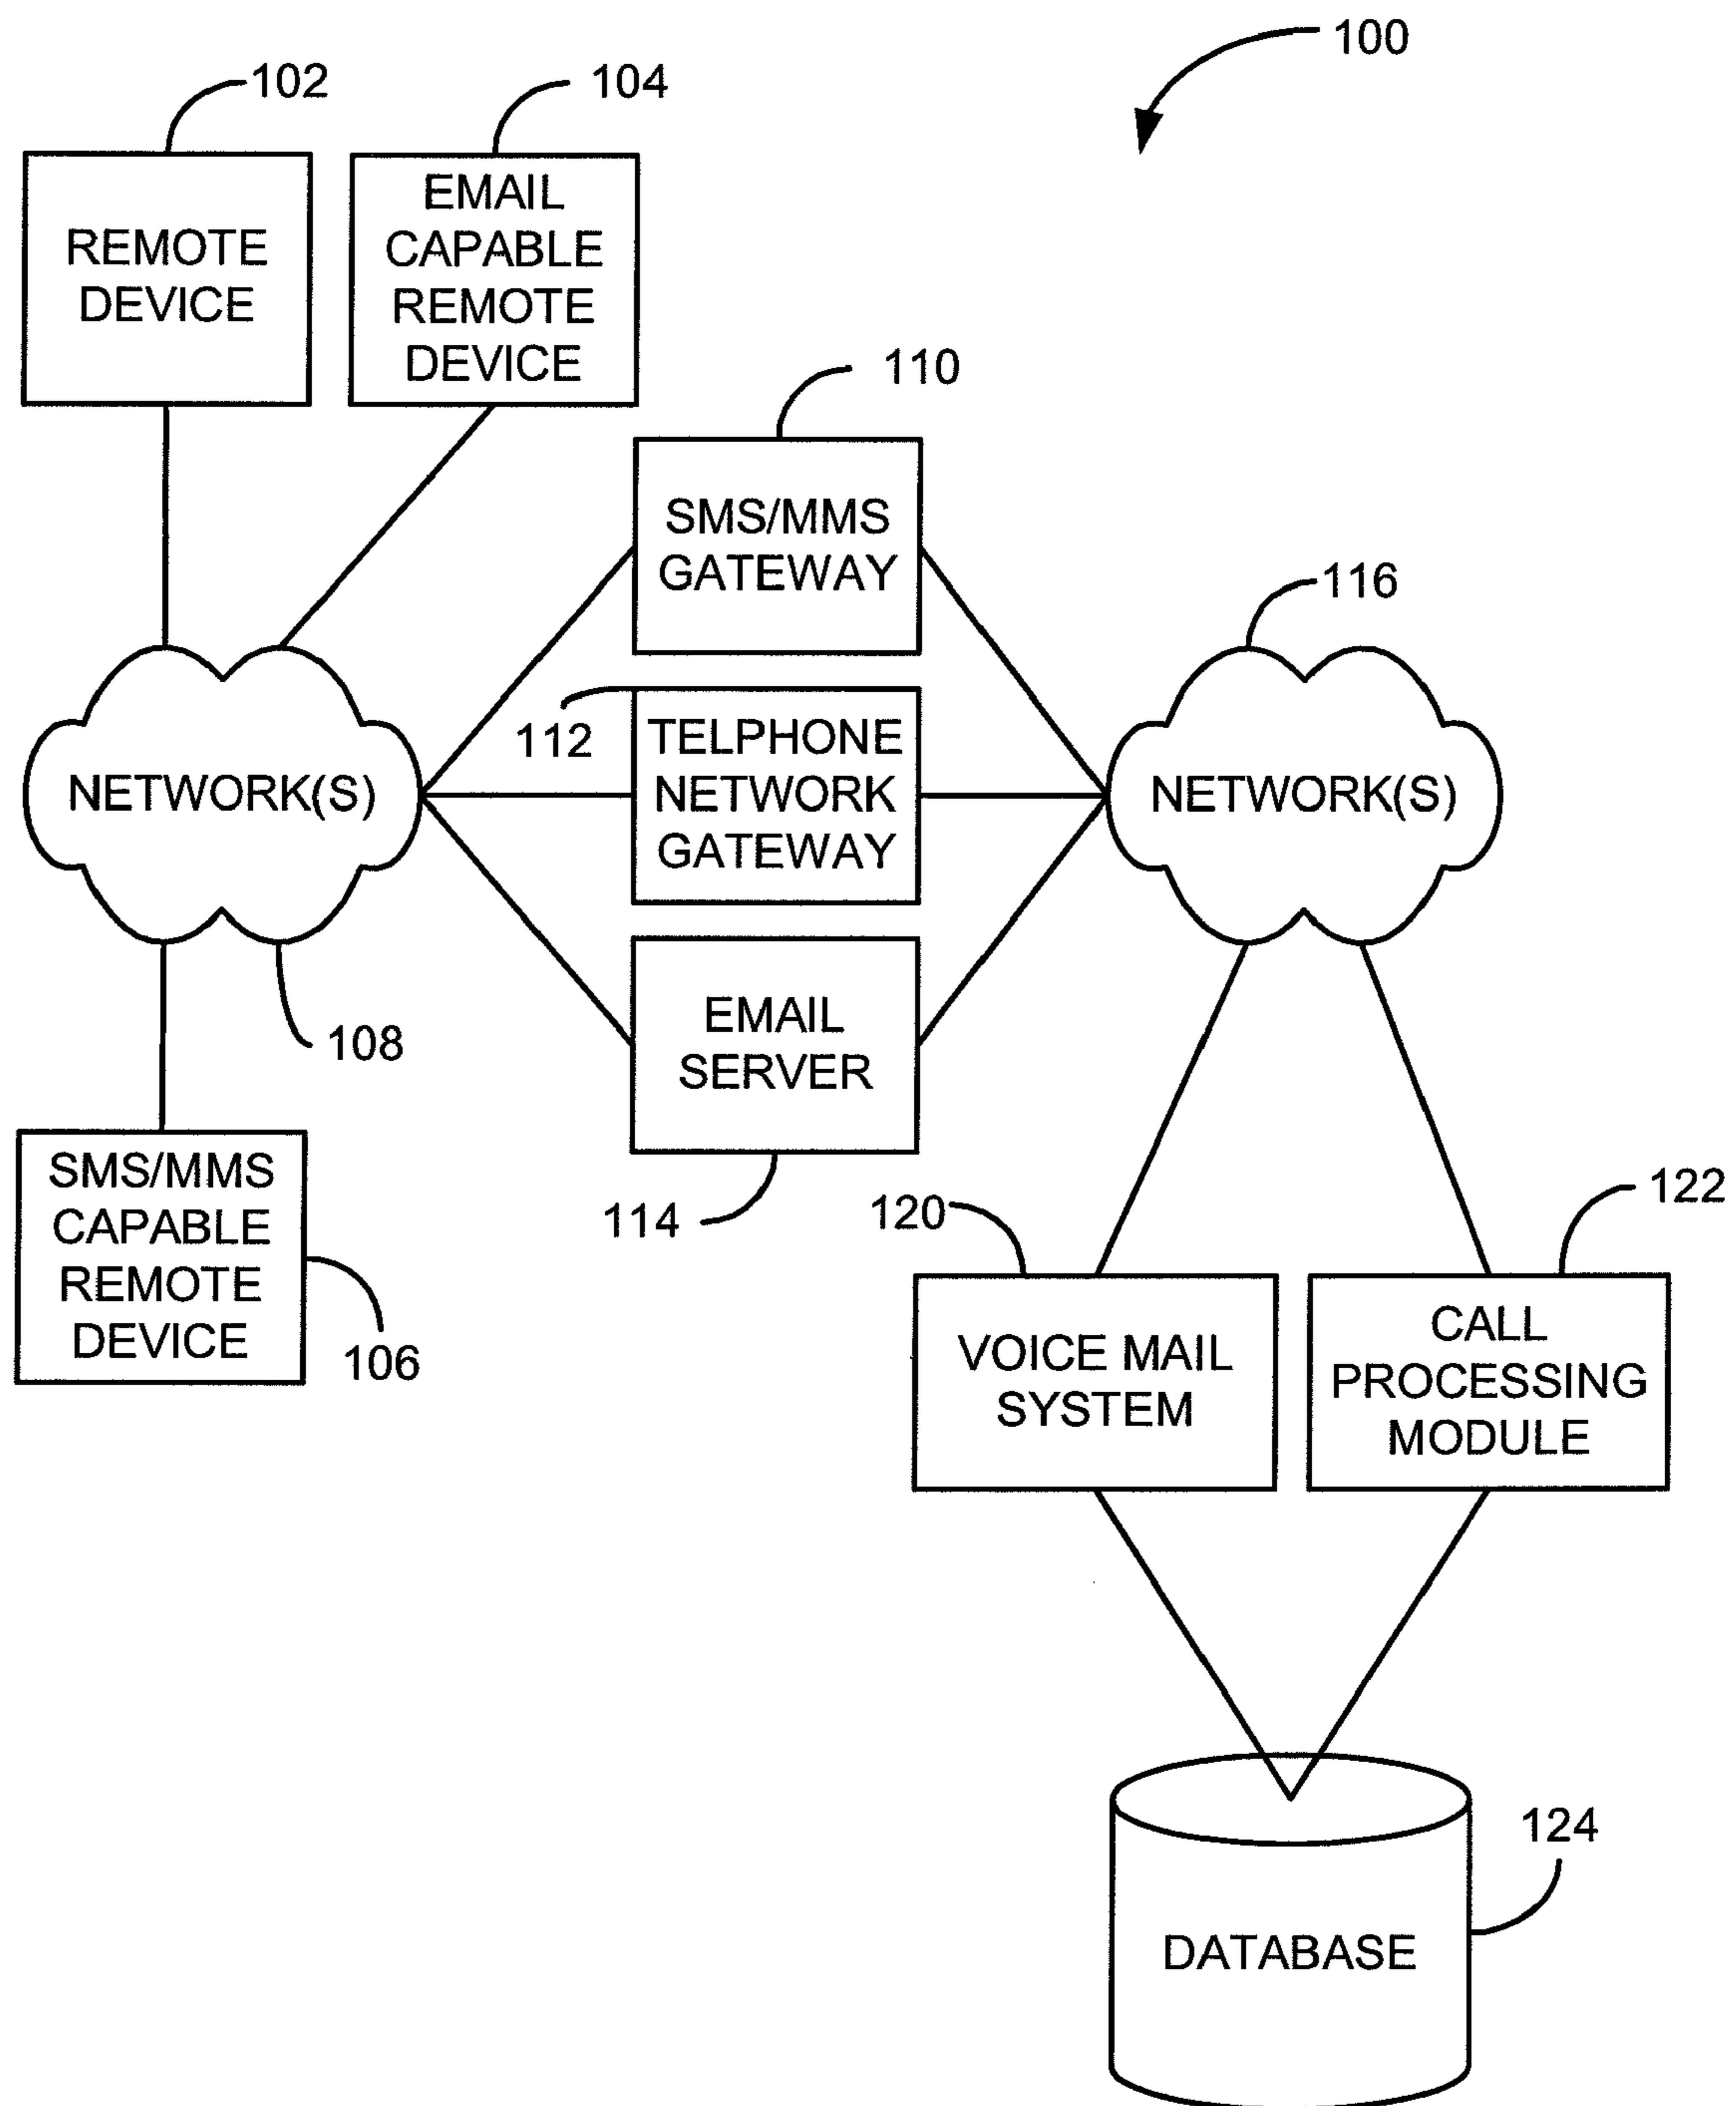 100
102
104
REMOTE
DEVICE
EMAIL
CAPABLE
REMOTE
DEVICE
110
SMS/MMS
GATEWAY
116
112
TELPHONE
NETWORK
GATEWAY
NETWORK(S)
NETWORK(S)
EMAIL
SERVER
108
114
SMS/MMS
CAPABLE
REMOTE
DEVICE
106
120
122
VOICE MAIL
SYSTEM
CALL
PROCESSING
MODULE
124
DATABASE